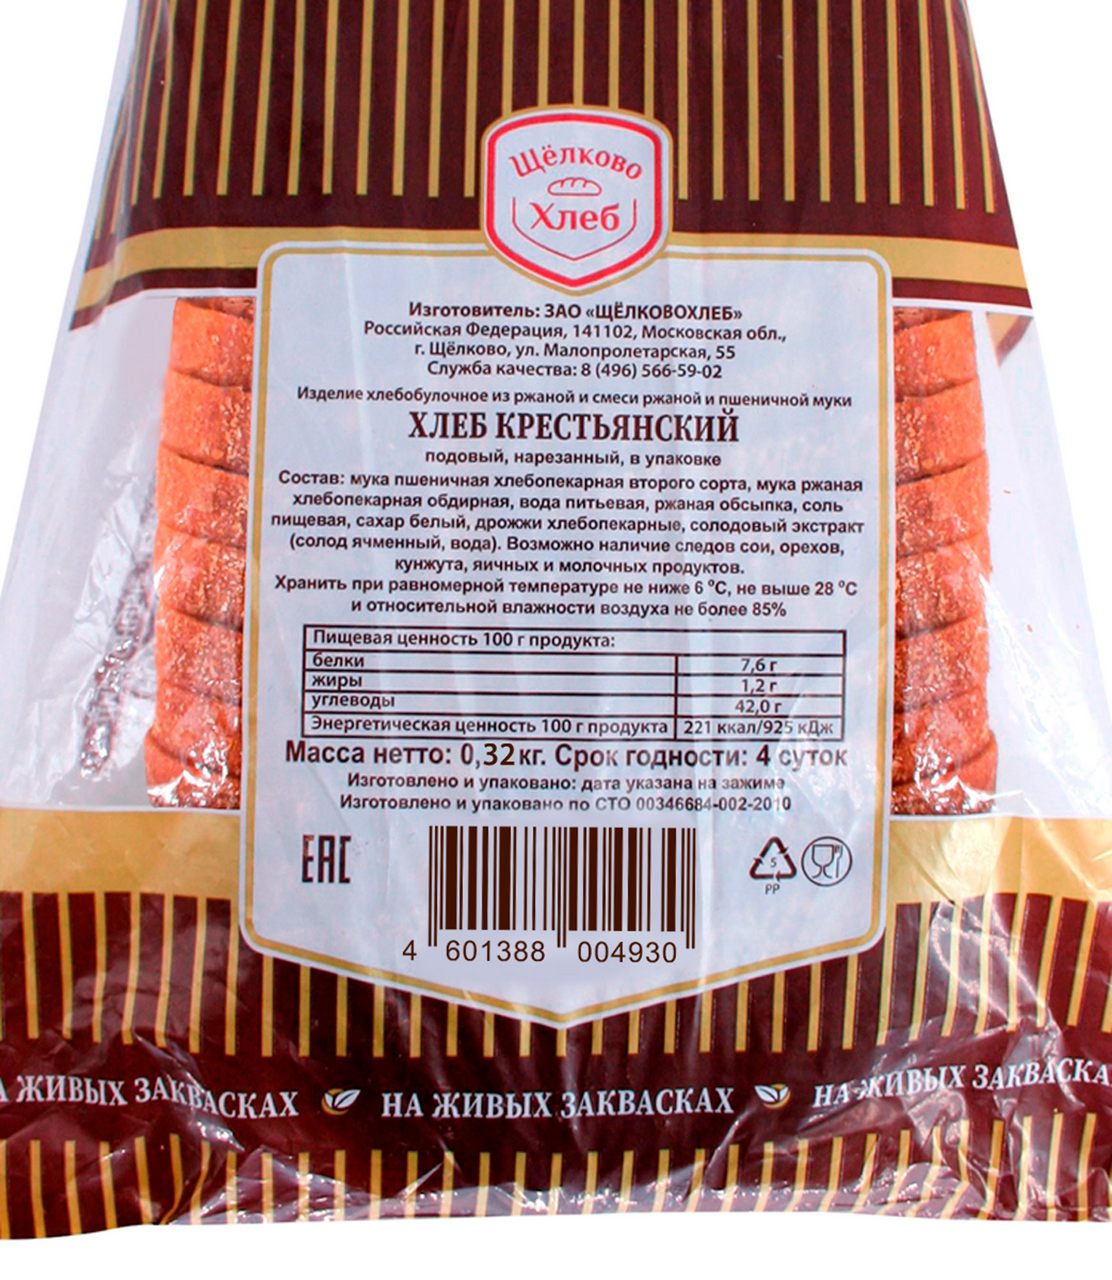 Щёлково
Хлеб
Изготовитель: ЗАО «ЩЁЛКОВОХЛЕБ»
Российская Федерация, 141102, Московская обл.,
г. Щёлково, ул. Малопролетарская, 55
Служба качества: 8 (496) 566-59-02
Изделие хлебобулочное из ржаной и смеси ржаной и пшеничной муки
ХЛЕБ КРЕСТЬЯНСКИЙ
подовый, нарезанный, в упаковке
Состав: мука пшеничная хлебопекарная второго сорта, мука ржаная
хлебопекарная обдирная, вода питьевая, ржаная обсыпка, соль
пищевая, сахар белый, дрожжи хлебопекарные, солодовый экстракт
(солод ячменный, вода). Возможно наличие следов сои, орехов,
кунжута, яичных и молочных продуктов.
Хранить при равномерной температуре не ниже 6 °С, не выше 28 °С
и относительной влажности воздуха не более 85%
Пищевая ценность 100 г продукта:
белки 7,6 г
жиры 1,2 г
углеводы 42,0 г
Энергетическая ценность 100 г продукта 221 ккал/925 кДж
Масса нетто: 0,32кг. Срок годности: 4 суток
Изготовлено и упаковано: дата указана на зажиме
Изготовлено и упаковано по СТО 00346684-002-2010
ЕАС
5
PP
4 601388 004930
А ЖИВЫХ ЗАКВАСКАХ НА ЖИВЫХ ЗАКВАСКАХ НА ЖИВЫХ ЗАКВАСКА